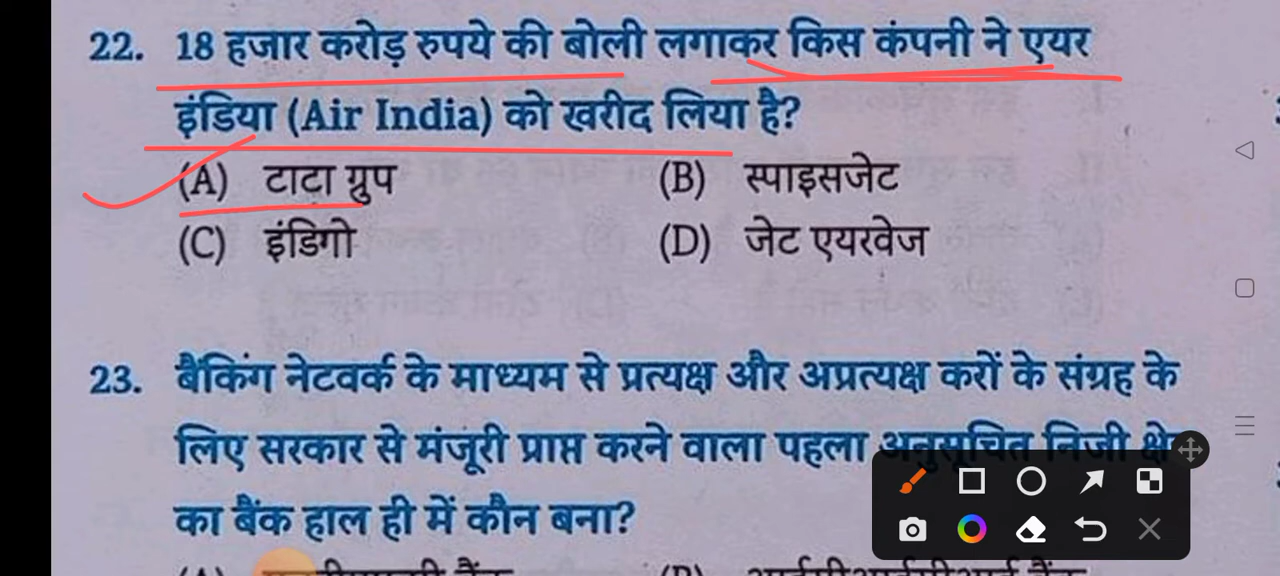 22. 18 हजार करोड़ रुपये की बोली लगाकर किस कंपनी ने एयर
इंडिया (Air India) को खरीद लिया है?
(A) टाटा ग्रुप (B) स्पाइसजेट
(C) इंडिगो (D) जेट एयरवेज
23. बैंकिंग नेटवर्क के माध्यम से प्रत्यक्ष और अप्रत्यक्ष करों के संग्रह के
लिए सरकार से मंजूरी प्राप्त करने वाला पहला अनुसूचित निजी
का बैंक हाल ही में कौन बना?